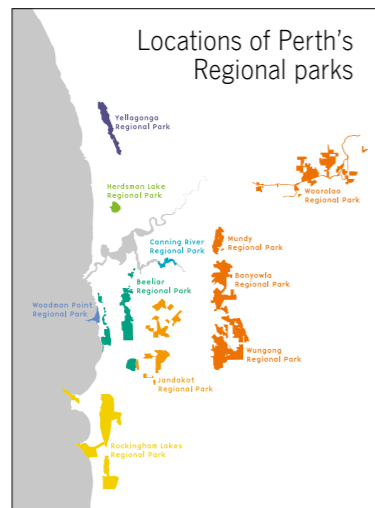 Locations of Perth's
Regional parks
Yellagonga
Regional Park
Herdsman Lake
Regional Park
Wooroloo
Regional Park
Canning River
Regional Park
Mundy
Regional Park
Beeliar
Regional Park
Banyowla
Regional Park
Woodman Point
Regional Park
Wungong
Regional Park
Jandakot
Regional Park
Rockingham Lakes
Regional Park